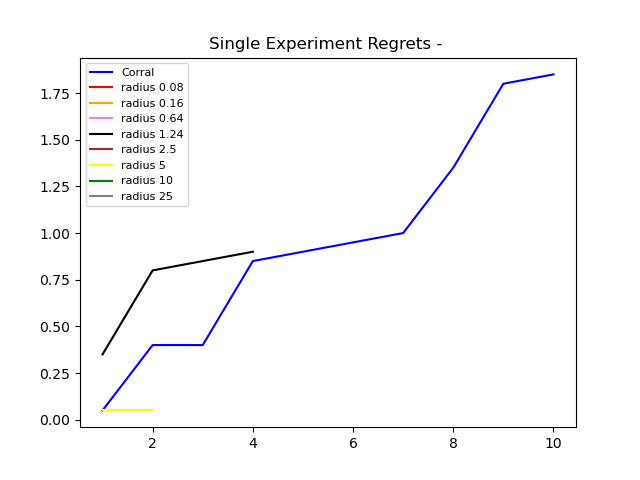 Single Experiment Regrets -
Corral
radius 0.08
radius 0.16
radius 0.64
radius 1.24
radius 2.5
radius 5
radius 10
radius 25
1.75
1.50
1.25
1.00
0.75
0.50
0.25
0.00
2
4
6
8
10